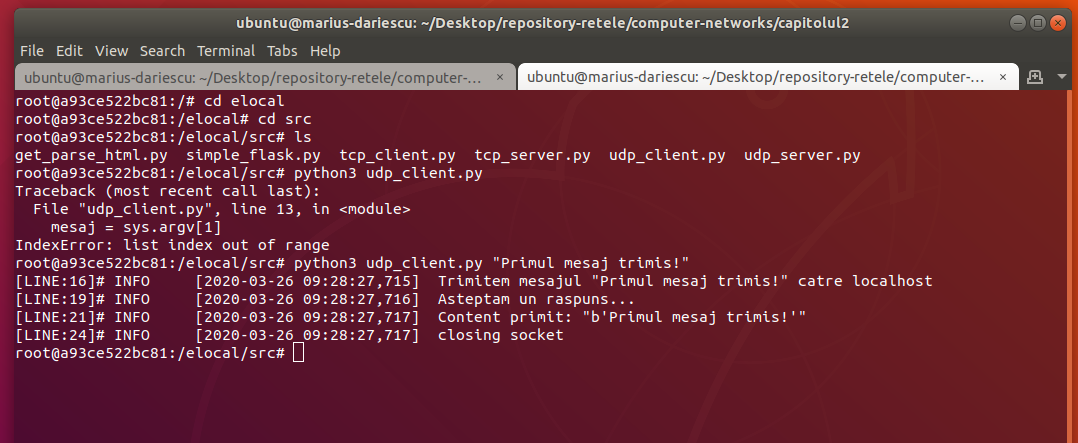 ubuntu@marius-dariescu: ~/Desktop/repository-retele/computer-networks/capitolul2
File Edit View Search Terminal Tabs Help
ubuntu@marius-dariescu: ~/Desktop/repository-retele/computer-... × ubuntu@marius-dariescu: ~/Desktop/repository-retele/computer-... ×
root@a93ce522bc81:/# cd elocal
root@a93ce522bc81:/elocal# cd src
root@a93ce522bc81:/elocal/src# ls
get_parse_html.py  simple_flask.py  tcp_client.py  tcp_server.py  udp_client.py  udp_server.py
root@a93ce522bc81:/elocal/src# python3 udp_client.py
Traceback (most recent call last):
  File "udp_client.py", line 13, in <module>
    mesaj = sys.argv[1]
IndexError: list index out of range
root@a93ce522bc81:/elocal/src# python3 udp_client.py "Primul mesaj trimis!"
[LINE:16]# INFO     [2020-03-26 09:28:27,715]  Trimitem mesajul "Primul mesaj trimis!" catre localhost
[LINE:19]# INFO     [2020-03-26 09:28:27,716]  Asteptam un raspuns...
[LINE:21]# INFO     [2020-03-26 09:28:27,717]  Content primit: "b'Primul mesaj trimis!'"
[LINE:24]# INFO     [2020-03-26 09:28:27,717]  closing socket
root@a93ce522bc81:/elocal/src#